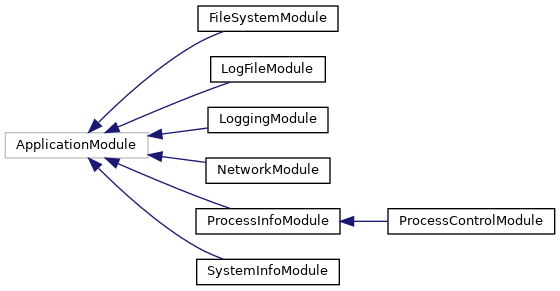 FileSystemModule
LogFileModule
LoggingModule
ApplicationModule
NetworkModule
ProcessInfoModule
ProcessControlModule
SystemInfoModule